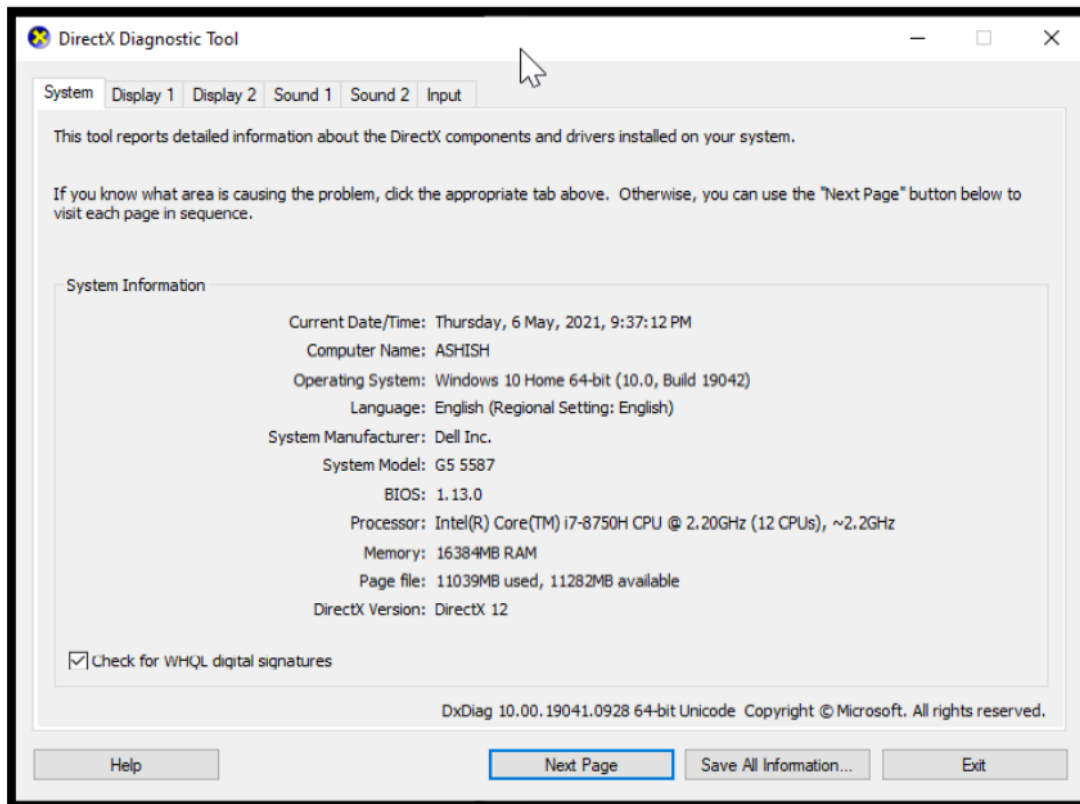 DirectX Diagnostic Tool
System Display 1 Display 2 Sound 1 Sound 2 Input
This tool reports detailed information about the DirectX components and drivers installed on your system.
If you know what area is causing the problem, click the appropriate tab above. Otherwise, you can use the "Next Page" button below to
visit each page in sequence.
System Information
Current Date/Time: Thursday, 6 May, 2021, 9:37:12 PM
Computer Name: ASHISH
Operating System: Windows 10 Home 64-bit (10.0, Build 19042)
Language: English (Regional Setting: English)
System Manufacturer: Dell Inc.
System Model: G5 5587
BIOS: 1.13.0
Processor: Intel(R) Core(TM) i7-8750H CPU @ 2.20GHz (12 CPUs), ~2.2GHz
Memory: 16384MB RAM
Page file: 11039MB used, 11282MB available
DirectX Version: DirectX 12
Check for WHQL digital signatures
DxDiag 10.00.19041.0928 64-bit Unicode Copyright © Microsoft. All rights reserved.
Help Next Page Save All Information... Exit